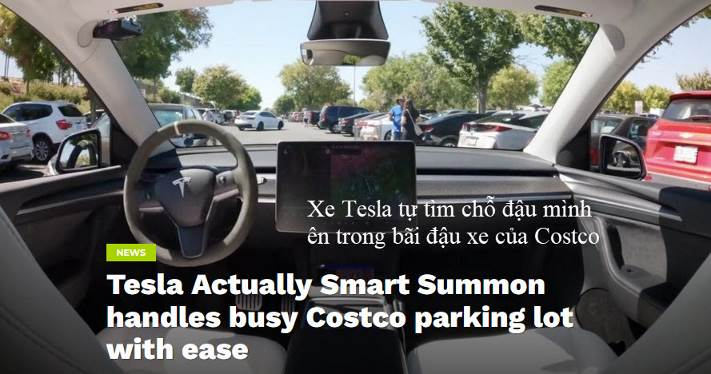 Xe Tesla tự tìm chỗ đậu mình
ên trong bãi đậu xe của Costco
NEWS
Tesla Actually Smart Summon
handles busy Costco parking lot
with ease